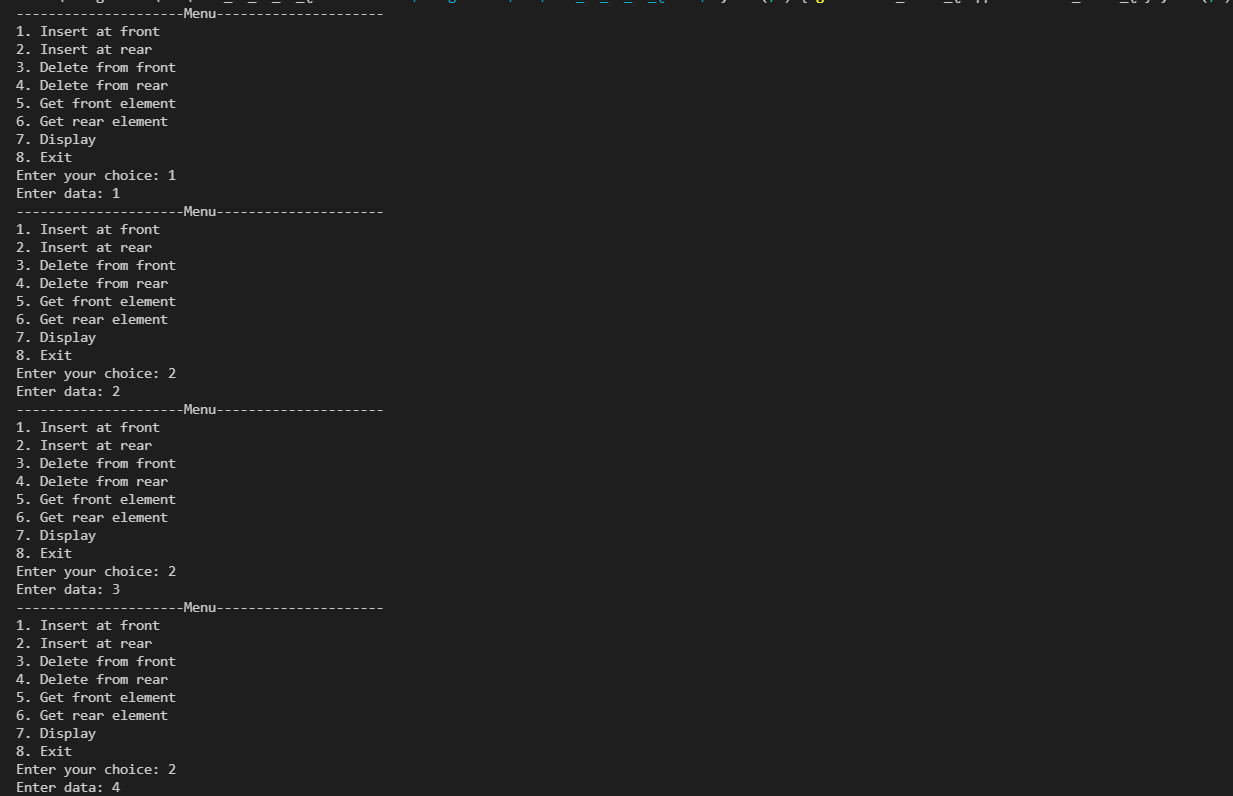 ---------------------Menu---------------------
1. Insert at front
2. Insert at rear
3. Delete from front
4. Delete from rear
5. Get front element
6. Get rear element
7. Display
8. Exit
Enter your choice: 1
Enter data: 1
---------------------Menu---------------------
1. Insert at front
2. Insert at rear
3. Delete from front
4. Delete from rear
5. Get front element
6. Get rear element
7. Display
8. Exit
Enter your choice: 2
Enter data: 2
---------------------Menu---------------------
1. Insert at front
2. Insert at rear
3. Delete from front
4. Delete from rear
5. Get front element
6. Get rear element
7. Display
8. Exit
Enter your choice: 2
Enter data: 3
---------------------Menu---------------------
1. Insert at front
2. Insert at rear
3. Delete from front
4. Delete from rear
5. Get front element
6. Get rear element
7. Display
8. Exit
Enter your choice: 2
Enter data: 4